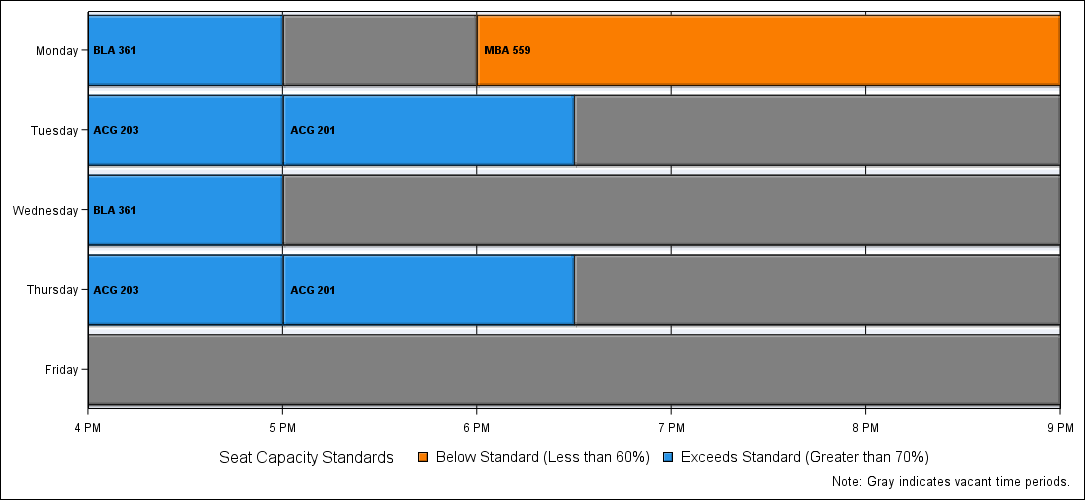 Monday BLA 361 MBA 559
Tuesday ACG 203 ACG 201
Wednesday BLA 361
Thursday ACG 203 ACG 201
Friday
4 PM 5 PM 6 PM 7 PM 8 PM 9 PM
Seat Capacity Standards Below Standard (Less than 60%) Exceeds Standard (Greater than 70%)
Note: Gray indicates vacant time periods.